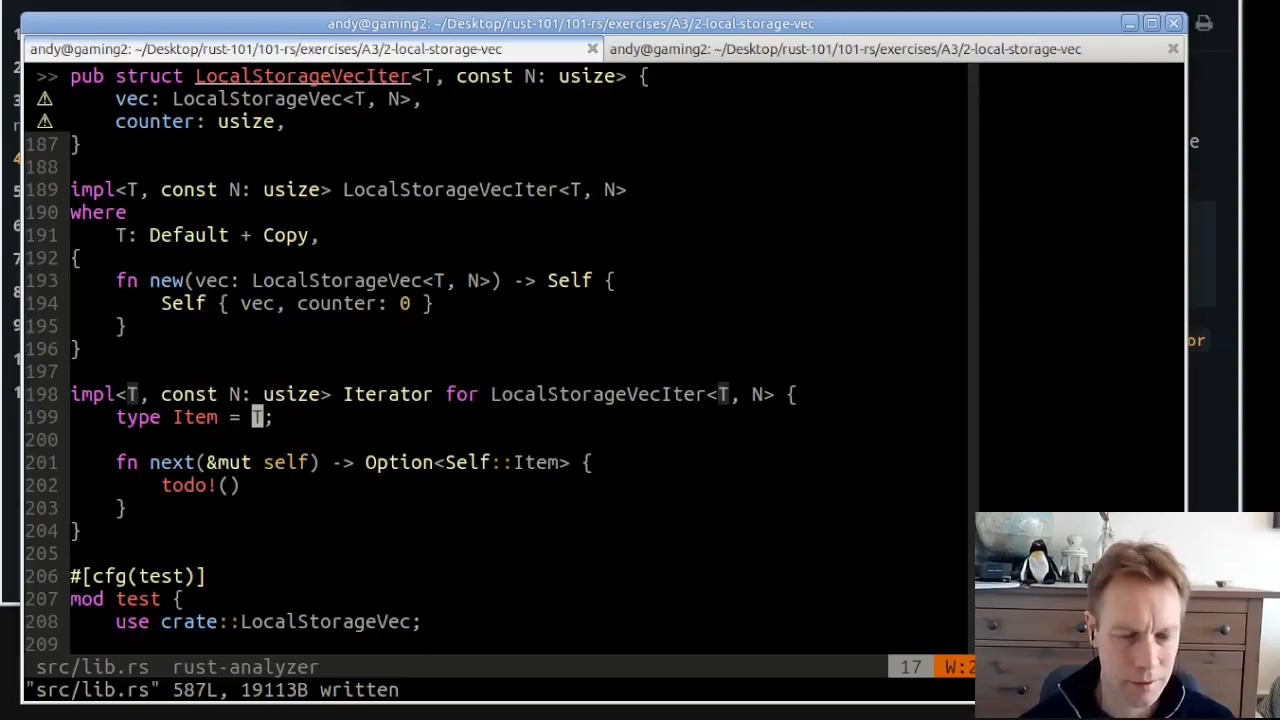 andy@gaming2: ~/Desktop/rust-101/101-rs/exercises/A3/2-local-storage-vec
andy@gaming2: ~/Desktop/rust-101/101-rs/exercises/A3/2-local-storage-vec
andy@gaming2: ~/Desktop/rust-101/101-rs/exercises/A3/2-local-storage-vec
>> pub struct LocalStorageVecIter<T, const N: usize> {
⚠     vec: LocalStorageVec<T, N>,
⚠     counter: usize,
187 }
188
189 impl<T, const N: usize> LocalStorageVecIter<T, N>
190 where
191     T: Default + Copy,
192 {
193     fn new(vec: LocalStorageVec<T, N>) -> Self {
194         Self { vec, counter: 0 }
195     }
196 }
197
198 impl<T, const N: usize> Iterator for LocalStorageVecIter<T, N> {
199     type Item = T;
200
201     fn next(&mut self) -> Option<Self::Item> {
202         todo!()
203     }
204 }
205
206 #[cfg(test)]
207 mod test {
208     use crate::LocalStorageVec;
209
src/lib.rs rust-analyzer 17 W:2
"src/lib.rs" 587L, 19113B written
e
or